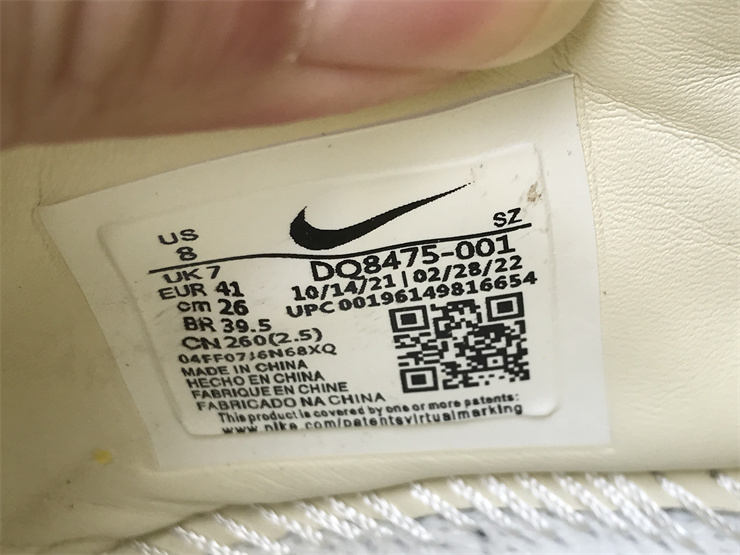 US
8
SZ
UK 7
DQ8475-001
EUR 41
10/14/21 | 02/28/22
cm 26
UPC 00196149816654
BR 39.5
CN 260(2.5)
MADE IN CHINA
HECHO EN CHINA
FABRIQUE EN CHINE
FABRICADO NA CHINA
This product is covered by one or more patents:
www.nike.com/patentsvirtualmarking